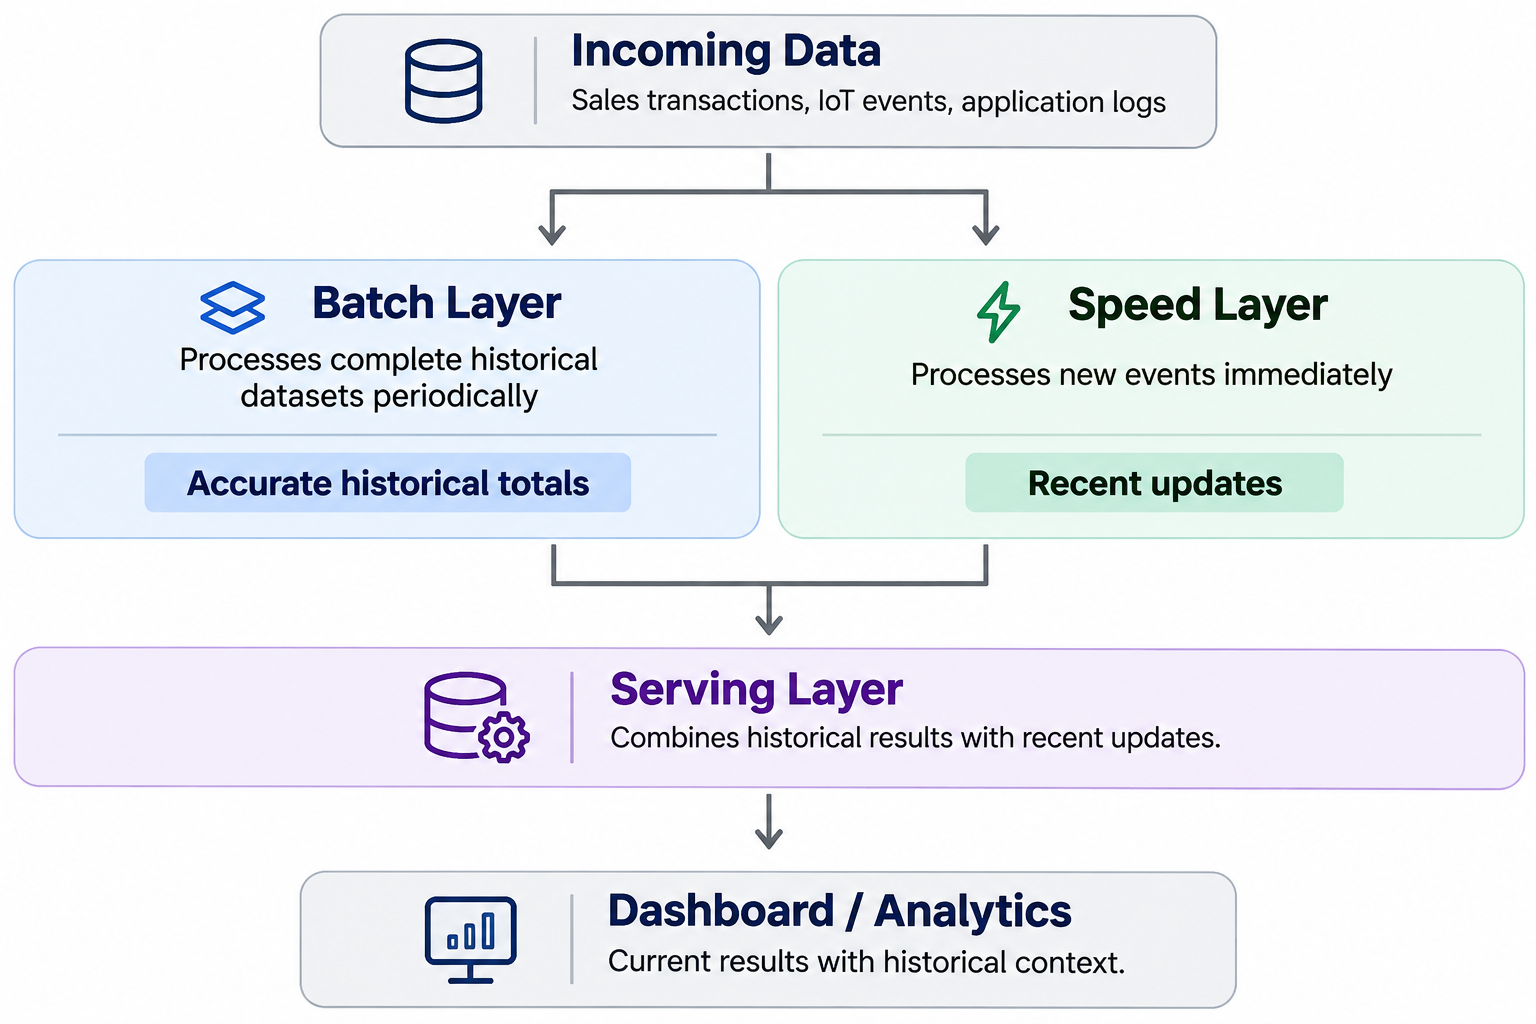 Incoming Data
Sales transactions, IoT events, application logs
Batch Layer
Processes complete historical
datasets periodically
Accurate historical totals
Speed Layer
Processes new events immediately
Recent updates
Serving Layer
Combines historical results with recent updates.
Dashboard / Analytics
Current results with historical context.